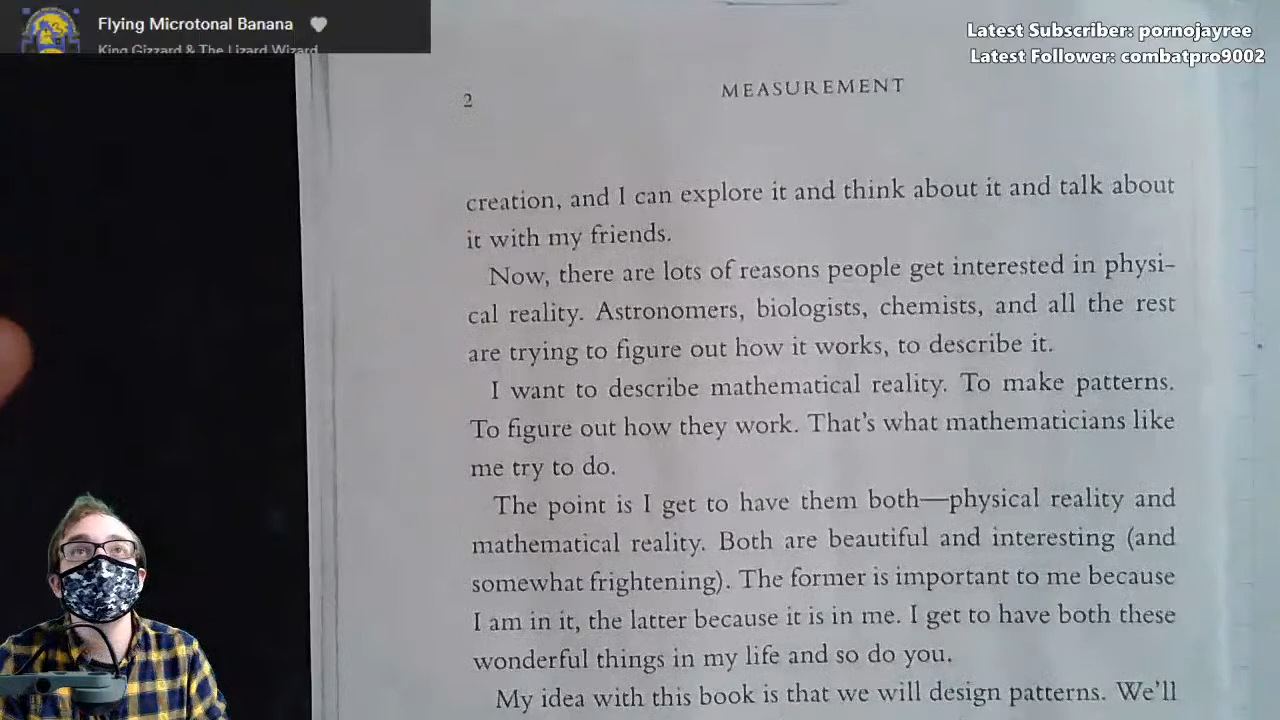 Flying Microtonal Banana
King Gizzard & The Lizard Wizard
Latest Subscriber: pornojayree
Latest Follower: combatpro9002
2
MEASUREMENT
creation, and I can explore it and think about it and talk about
it with my friends.
Now, there are lots of reasons people get interested in physi-
cal reality. Astronomers, biologists, chemists, and all the rest
are trying to figure out how it works, to describe it.
I want to describe mathematical reality. To make patterns.
To figure out how they work. That's what mathematicians like
me try to do.
The point is I get to have them both—physical reality and
mathematical reality. Both are beautiful and interesting (and
somewhat frightening). The former is important to me because
I am in it, the latter because it is in me. I get to have both these
wonderful things in my life and so do you.
My idea with this book is that we will design patterns. We'll